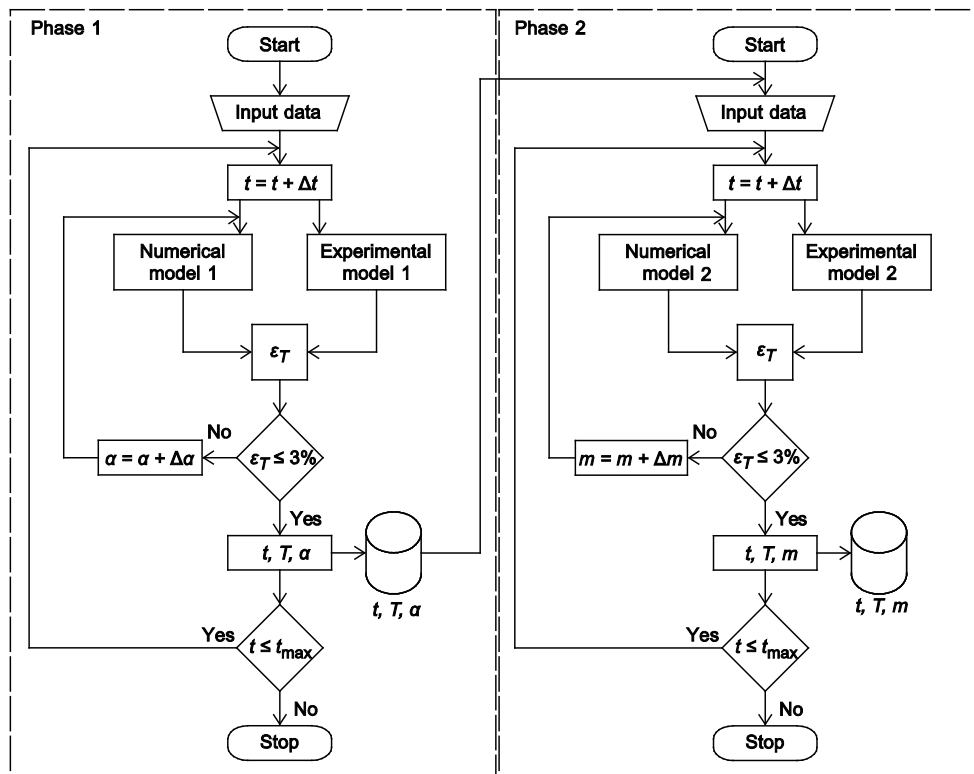 Phase 1
Start
Input data
t = t + Δt
Numerical
model 1
Experimental
model 1
εT
No
α = α + Δα
εT ≤ 3%
Yes
t, T, α
t, T, α
Yes
t ≤ tmax
No
Stop
Phase 2
Start
Input data
t = t + Δt
Numerical
model 2
Experimental
model 2
εT
No
m = m + Δm
εT ≤ 3%
Yes
t, T, m
t, T, m
Yes
t ≤ tmax
No
Stop